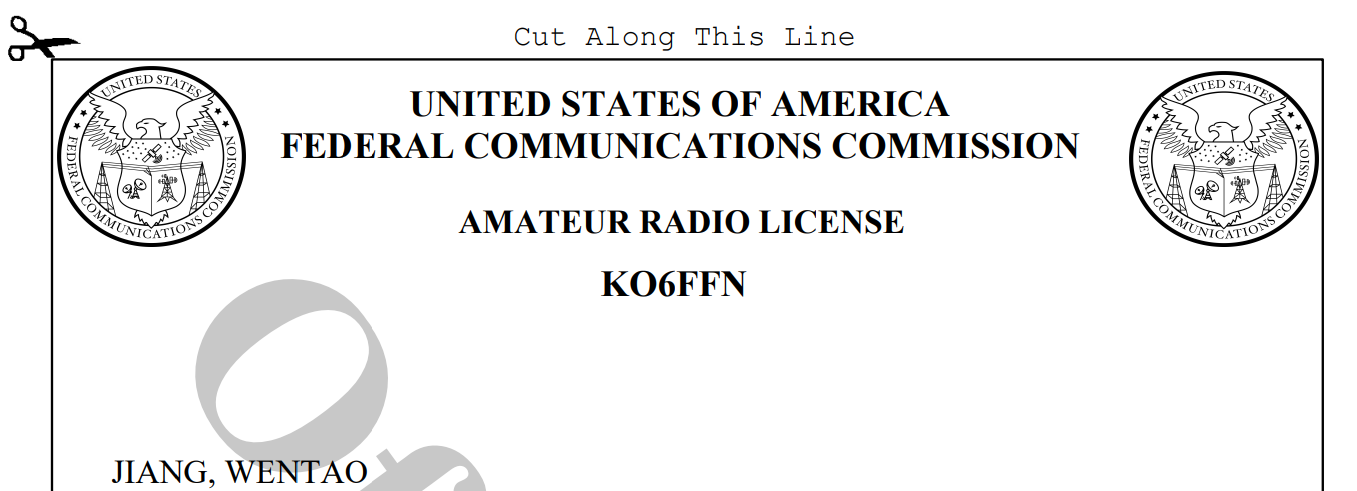 Cut Along This Line
UNITED STATES
FEDERAL COMMUNICATIONS COMMISSION
UNITED STATES OF AMERICA
FEDERAL COMMUNICATIONS COMMISSION
UNITED STATES
FEDERAL COMMUNICATIONS COMMISSION
AMATEUR RADIO LICENSE
KO6FFN
JIANG, WENTAO